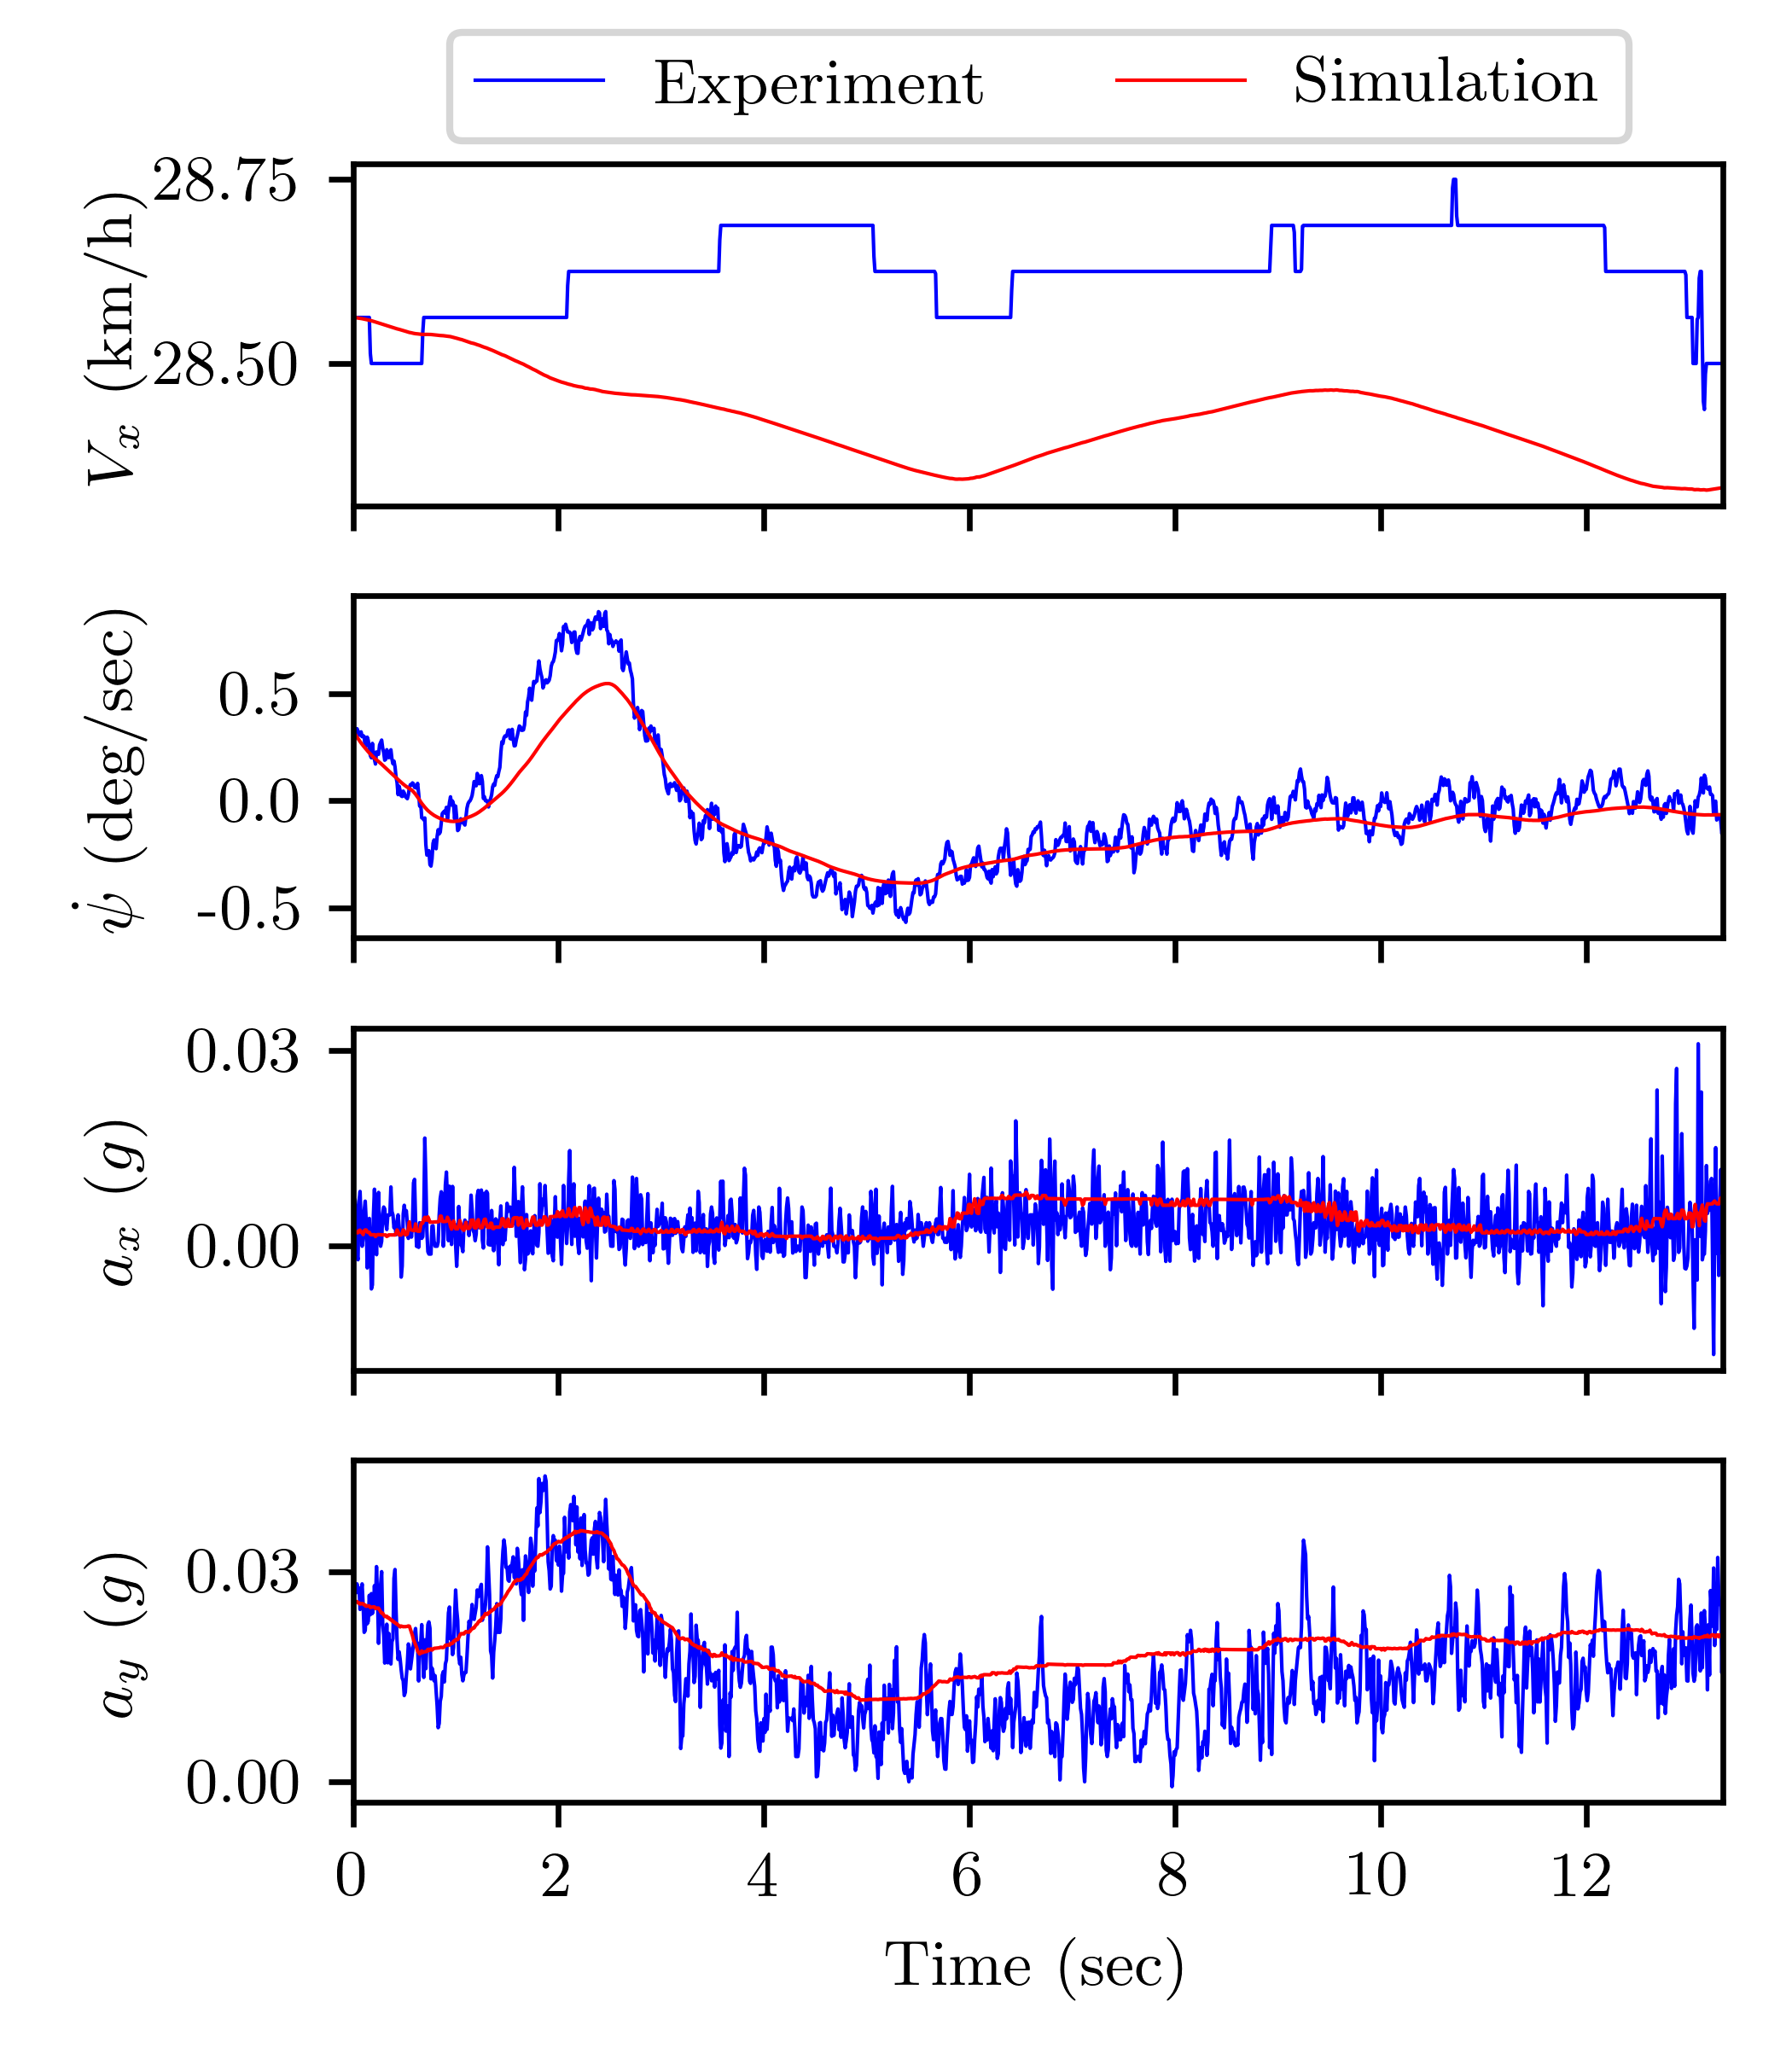 Experiment Simulation
28.75
28.50
V_x (km/h)
0.5
0.0
-0.5
ψ̇ (deg/sec)
0.03
0.00
a_x (g)
0.03
0.00
a_y (g)
0 2 4 6 8 10 12
Time (sec)